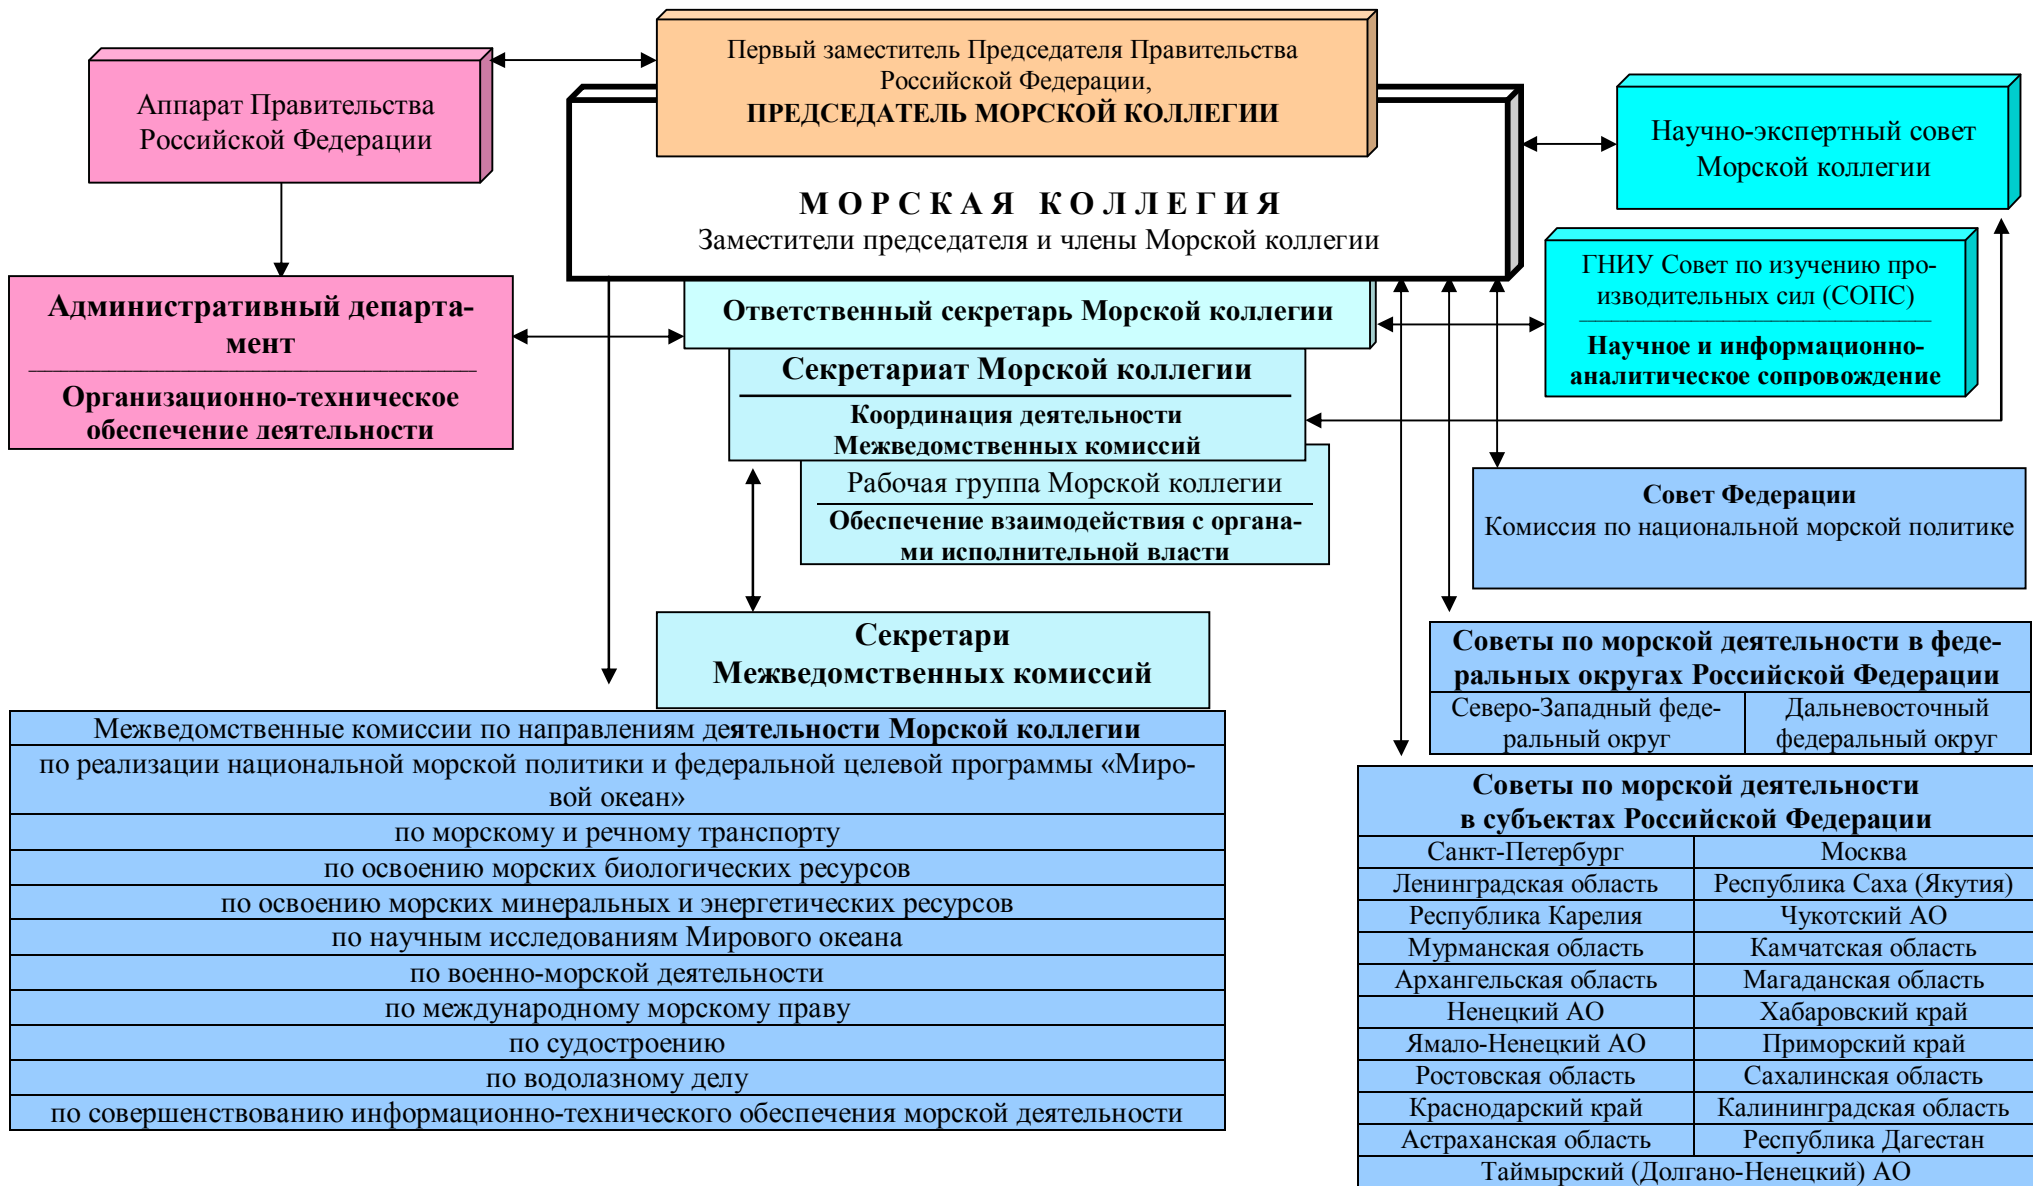 Первый заместитель Председателя Правительства
Российской Федерации,
ПРЕДСЕДАТЕЛЬ МОРСКОЙ КОЛЛЕГИИ
Аппарат Правительства
Российской Федерации
Научно-экспертный совет
Морской коллегии
МОРСКАЯ КОЛЛЕГИЯ
Заместители председателя и члены Морской коллегии
ГНИУ Совет по изучению про-
изводительных сил (СОПС)
Научное и информационно-
аналитическое сопровождение
Административный департа-
мент
Организационно-техническое
обеспечение деятельности
Ответственный секретарь Морской коллегии
Секретариат Морской коллегии
Координация деятельности
Межведомственных комиссий
Рабочая группа Морской коллегии
Обеспечение взаимодействия с органа-
ми исполнительной власти
Совет Федерации
Комиссия по национальной морской политике
Секретари
Межведомственных комиссий
Советы по морской деятельности в феде-
ральных округах Российской Федерации
Северо-Западный феде-
ральный округ
Дальневосточный
федеральный округ
Межведомственные комиссии по направлениям деятельности Морской коллегии
по реализации национальной морской политики и федеральной целевой программы «Миро-
вой океан»
по морскому и речному транспорту
по освоению морских биологических ресурсов
по освоению морских минеральных и энергетических ресурсов
по научным исследованиям Мирового океана
по военно-морской деятельности
по международному морскому праву
по судостроению
по водолазному делу
по совершенствованию информационно-технического обеспечения морской деятельности
Советы по морской деятельности
в субъектах Российской Федерации
Санкт-Петербург Москва
Ленинградская область Республика Саха (Якутия)
Республика Карелия Чукотский АО
Мурманская область Камчатская область
Архангельская область Магаданская область
Ненецкий АО Хабаровский край
Ямало-Ненецкий АО Приморский край
Ростовская область Сахалинская область
Краснодарский край Калининградская область
Астраханская область Республика Дагестан
Таймырский (Долгано-Ненецкий) АО